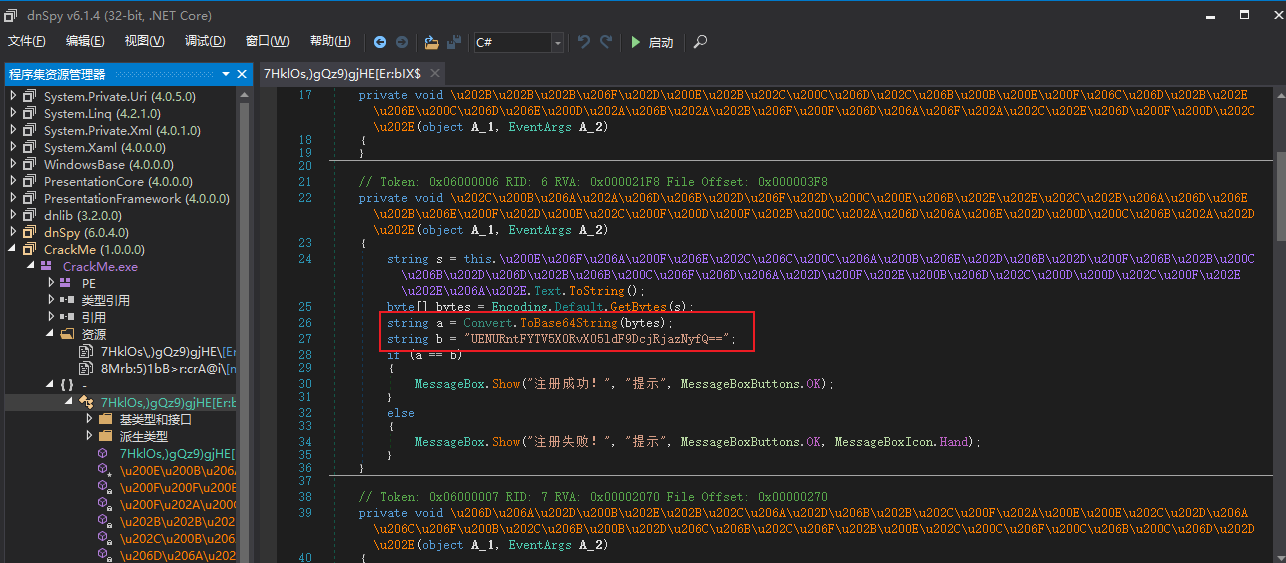 dnSpy v6.1.4 (32-bit, .NET Core)
文件(F) 编辑(E) 视图(V) 调试(D) 窗口(W) 帮助(H) C# 启动
程序集资源管理器
System.Private.Uri (4.0.5.0)
System.Linq (4.2.1.0)
System.Private.Xml (4.0.1.0)
System.Xaml (4.0.0.0)
WindowsBase (4.0.0.0)
PresentationCore (4.0.0.0)
PresentationFramework (4.0.0.0)
dnlib (3.2.0.0)
dnSpy (6.0.4.0)
CrackMe (1.0.0.0)
CrackMe.exe
PE
类型引用
引用
资源
7HklOs\,)gQz9)gjHE\[Er
8Mrb:5)1bB>r:crA@i\[m
{ } -
7HklOs,)gQz9)gjHE[Er:b
基类型和接口
派生类型
7HklOs,)gQz9)gjHE[
\u200E\u200B\u206A
\u200F\u200F\u200E
\u200F\u202A\u200C
\u202B\u202B\u202
\u202C\u200B\u206
\u206D\u206A\u202
7HklOs,)gQz9)gjHE[Er:bIX$
17 private void \u202B\u202B\u202B\u206F\u202D\u200E\u202B\u202C\u200C\u206D\u202C\u206B\u200B\u200E\u200F\u206C\u206D\u202B\u202E
\u206E\u200C\u206D\u206E\u200D\u202A\u206B\u202A\u202B\u206F\u200F\u206D\u206A\u206F\u202A\u202C\u202E\u206D\u200F\u200D\u202C
\u202E(object A_1, EventArgs A_2)
18 {
19 }
20
21 // Token: 0x06000006 RID: 6 RVA: 0x000021F8 File Offset: 0x000003F8
22 private void \u202C\u200B\u206A\u202A\u206D\u202B\u206F\u202D\u200F\u200E\u206B\u202E\u202E\u202C\u206B\u206A\u206D\u206E
\u202B\u206E\u200F\u202D\u200E\u202C\u200F\u200D\u200F\u202B\u200C\u202A\u206D\u206A\u206E\u202D\u200D\u200C\u206B\u202A\u202D
\u202E(object A_1, EventArgs A_2)
23 {
24 string s = this.\u200E\u206F\u206A\u200F\u206E\u202C\u206C\u200C\u206A\u200B\u206E\u202D\u206B\u202D\u200B\u202C
\u206B\u202D\u206D\u202B\u206B\u200C\u206F\u206D\u206A\u202D\u200F\u202E\u200B\u206D\u202C\u200D\u200D\u202C\u200F\u202E
\u202E\u206A\u202E.Text.ToString();
25 byte[] bytes = Encoding.Default.GetBytes(s);
26 string a = Convert.ToBase64String(bytes);
27 string b = "UENURntFYTV5X0RvX05ldF9DcjRjazNyfQ==";
28 if (a == b)
29 {
30 MessageBox.Show("注册成功！", "提示", MessageBoxButtons.OK);
31 }
32 else
33 {
34 MessageBox.Show("注册失败！", "提示", MessageBoxButtons.OK, MessageBoxIcon.Hand);
35 }
36 }
37
38 // Token: 0x06000007 RID: 7 RVA: 0x00002070 File Offset: 0x00000270
39 private void \u206D\u206A\u202D\u200B\u202E\u202B\u202C\u206A\u202D\u206B\u202B\u202C\u200F\u202A\u200E\u200E\u202C\u202D\u206A
\u206C\u206F\u200B\u202B\u200B\u202D\u206C\u206B\u202C\u206F\u202B\u200E\u202C\u200C\u206F\u206C\u200B\u206C\u206D\u202D
\u202E(object A_1, EventArgs A_2)
40 {